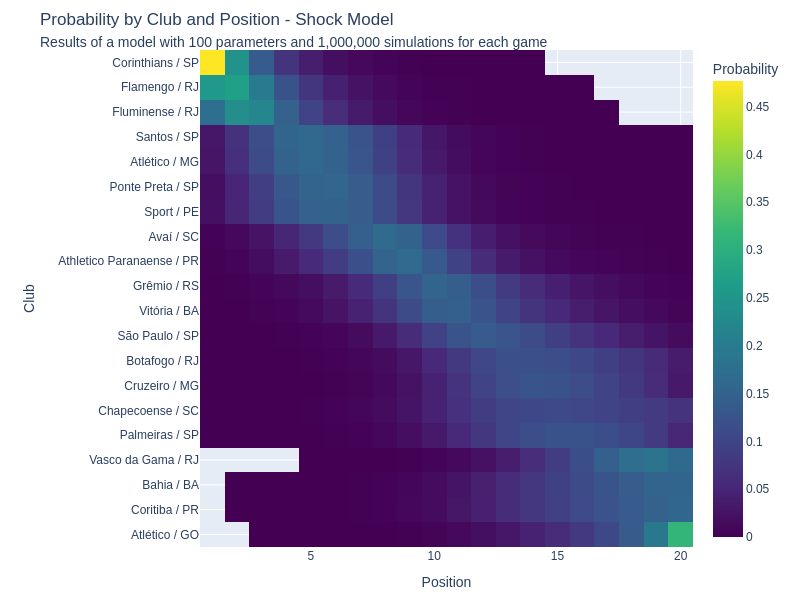 Probability by Club and Position - Shock Model
Results of a model with 100 parameters and 1,000,000 simulations for each game
Corinthians / SP
Flamengo / RJ
Fluminense / RJ
Santos / SP
Atlético / MG
Ponte Preta / SP
Sport / PE
Avaí / SC
Athletico Paranaense / PR
Grêmio / RS
Vitória / BA
São Paulo / SP
Botafogo / RJ
Cruzeiro / MG
Chapecoense / SC
Palmeiras / SP
Vasco da Gama / RJ
Bahia / BA
Coritiba / PR
Atlético / GO
Club
5
10
15
20
Position
Probability
0.45
0.4
0.35
0.3
0.25
0.2
0.15
0.1
0.05
0